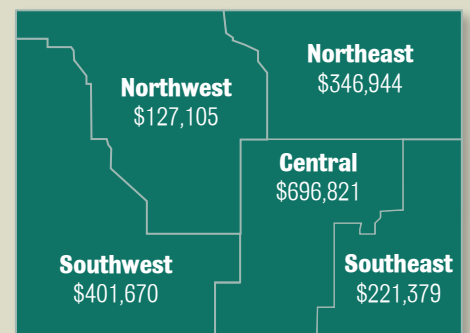 Northeast
$346,944
Northwest
$127,105
Central
$696,821
Southwest
$401,670
Southeast
$221,379